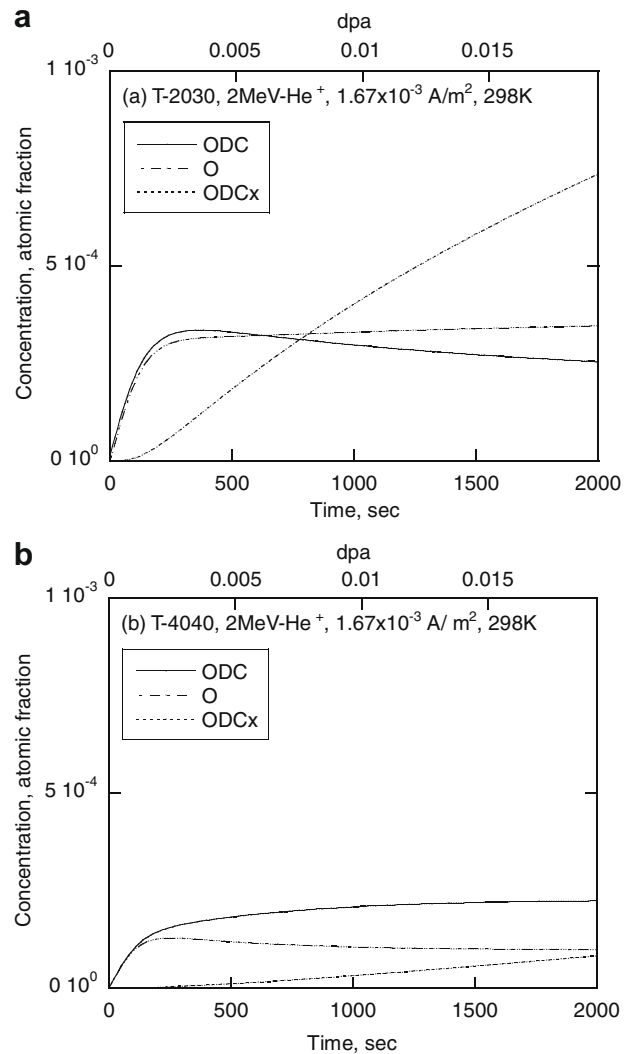 a
dpa
0 0.005 0.01 0.015
1 10⁻³
(a) T-2030, 2MeV-He⁺, 1.67x10⁻³ A/m², 298K
ODC
O
ODCx
5 10⁻⁴
0 10⁰
Concentration, atomic fraction
0 500 1000 1500 2000
Time, sec
b
dpa
0 0.005 0.01 0.015
1 10⁻³
(b) T-4040, 2MeV-He⁺, 1.67x10⁻³ A/ m², 298K
ODC
O
ODCx
5 10⁻⁴
0 10⁰
Concentration, atomic fraction
0 500 1000 1500 2000
Time, sec